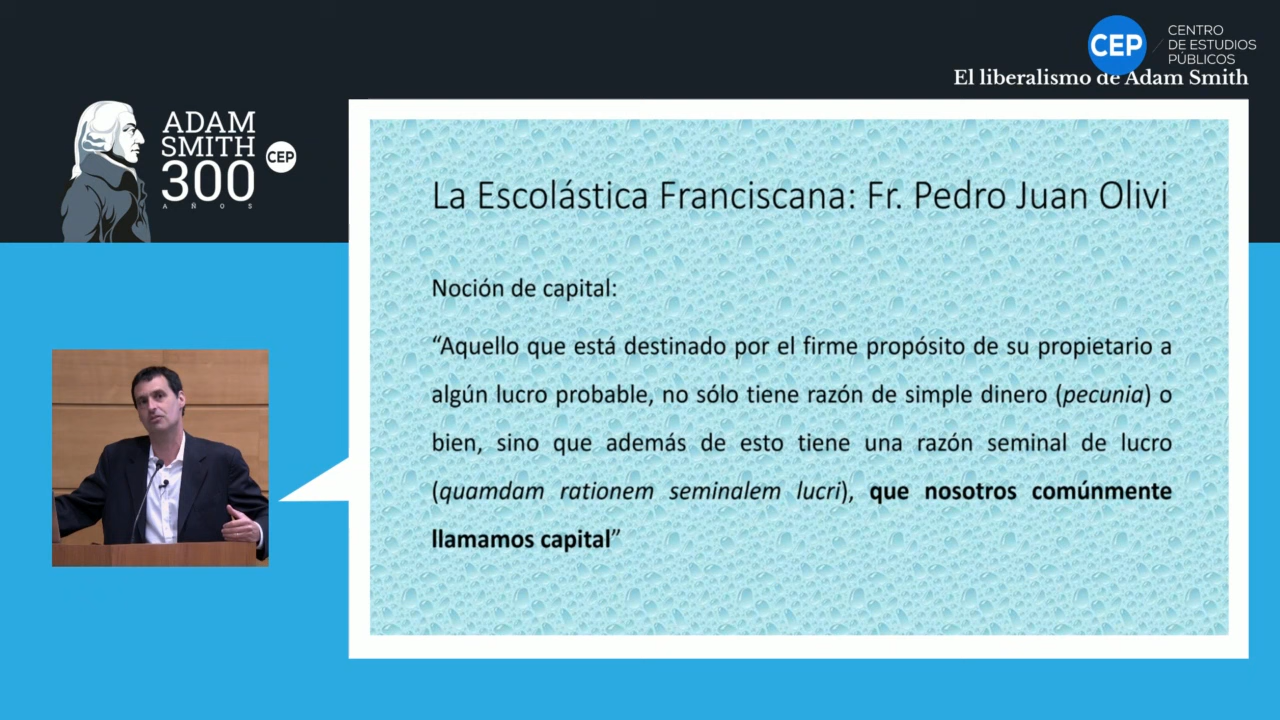 CEP
CENTRO
DE ESTUDIOS
PÚBLICOS
El liberalismo de Adam Smith
ADAM
SMITH
300
AÑOS
CEP
La Escolástica Franciscana: Fr. Pedro Juan Olivi
Noción de capital:
“Aquello que está destinado por el firme propósito de su propietario a
algún lucro probable, no sólo tiene razón de simple dinero (pecunia) o
bien, sino que además de esto tiene una razón seminal de lucro
(quamdam rationem seminalem lucri), que nosotros comúnmente
llamamos capital”